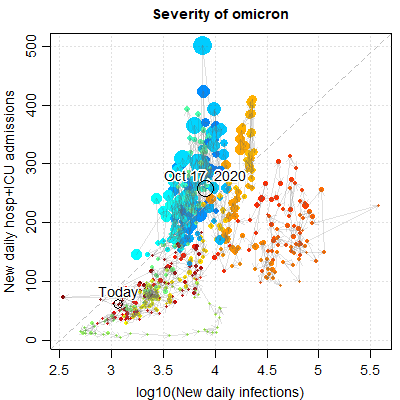 Severity of omicron
New daily hosp+ICU admissions
500
400
300
200
100
0
Oct 17, 2020
Today
2.5 3 3.5 4 4.5 5 5.5
log10(New daily infections)